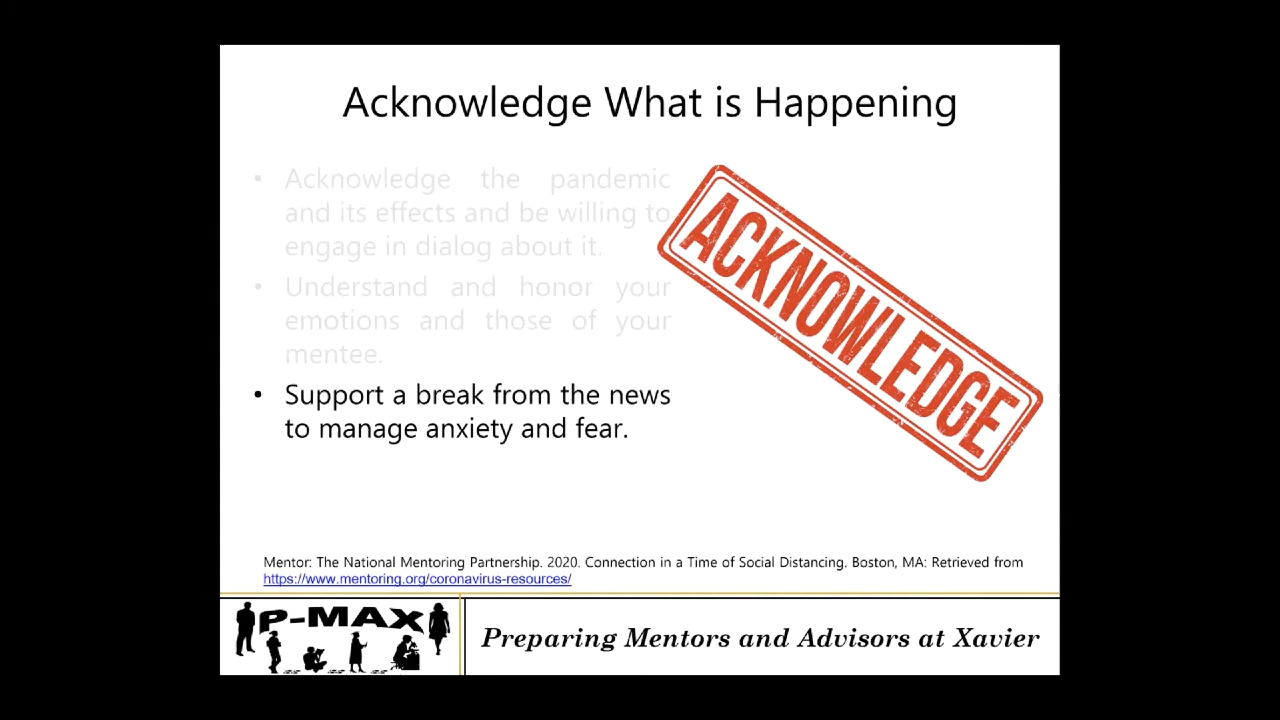 Acknowledge What is Happening
• Acknowledge the pandemic
and its effects and be willing to
engage in dialog about it.
• Understand and honor your
emotions and those of your
mentee.
• Support a break from the news
to manage anxiety and fear.
ACKNOWLEDGE
Mentor: The National Mentoring Partnership. 2020. Connection in a Time of Social Distancing. Boston, MA: Retrieved from
https://www.mentoring.org/coronavirus-resources/
P-MAX
Preparing Mentors and Advisors at Xavier